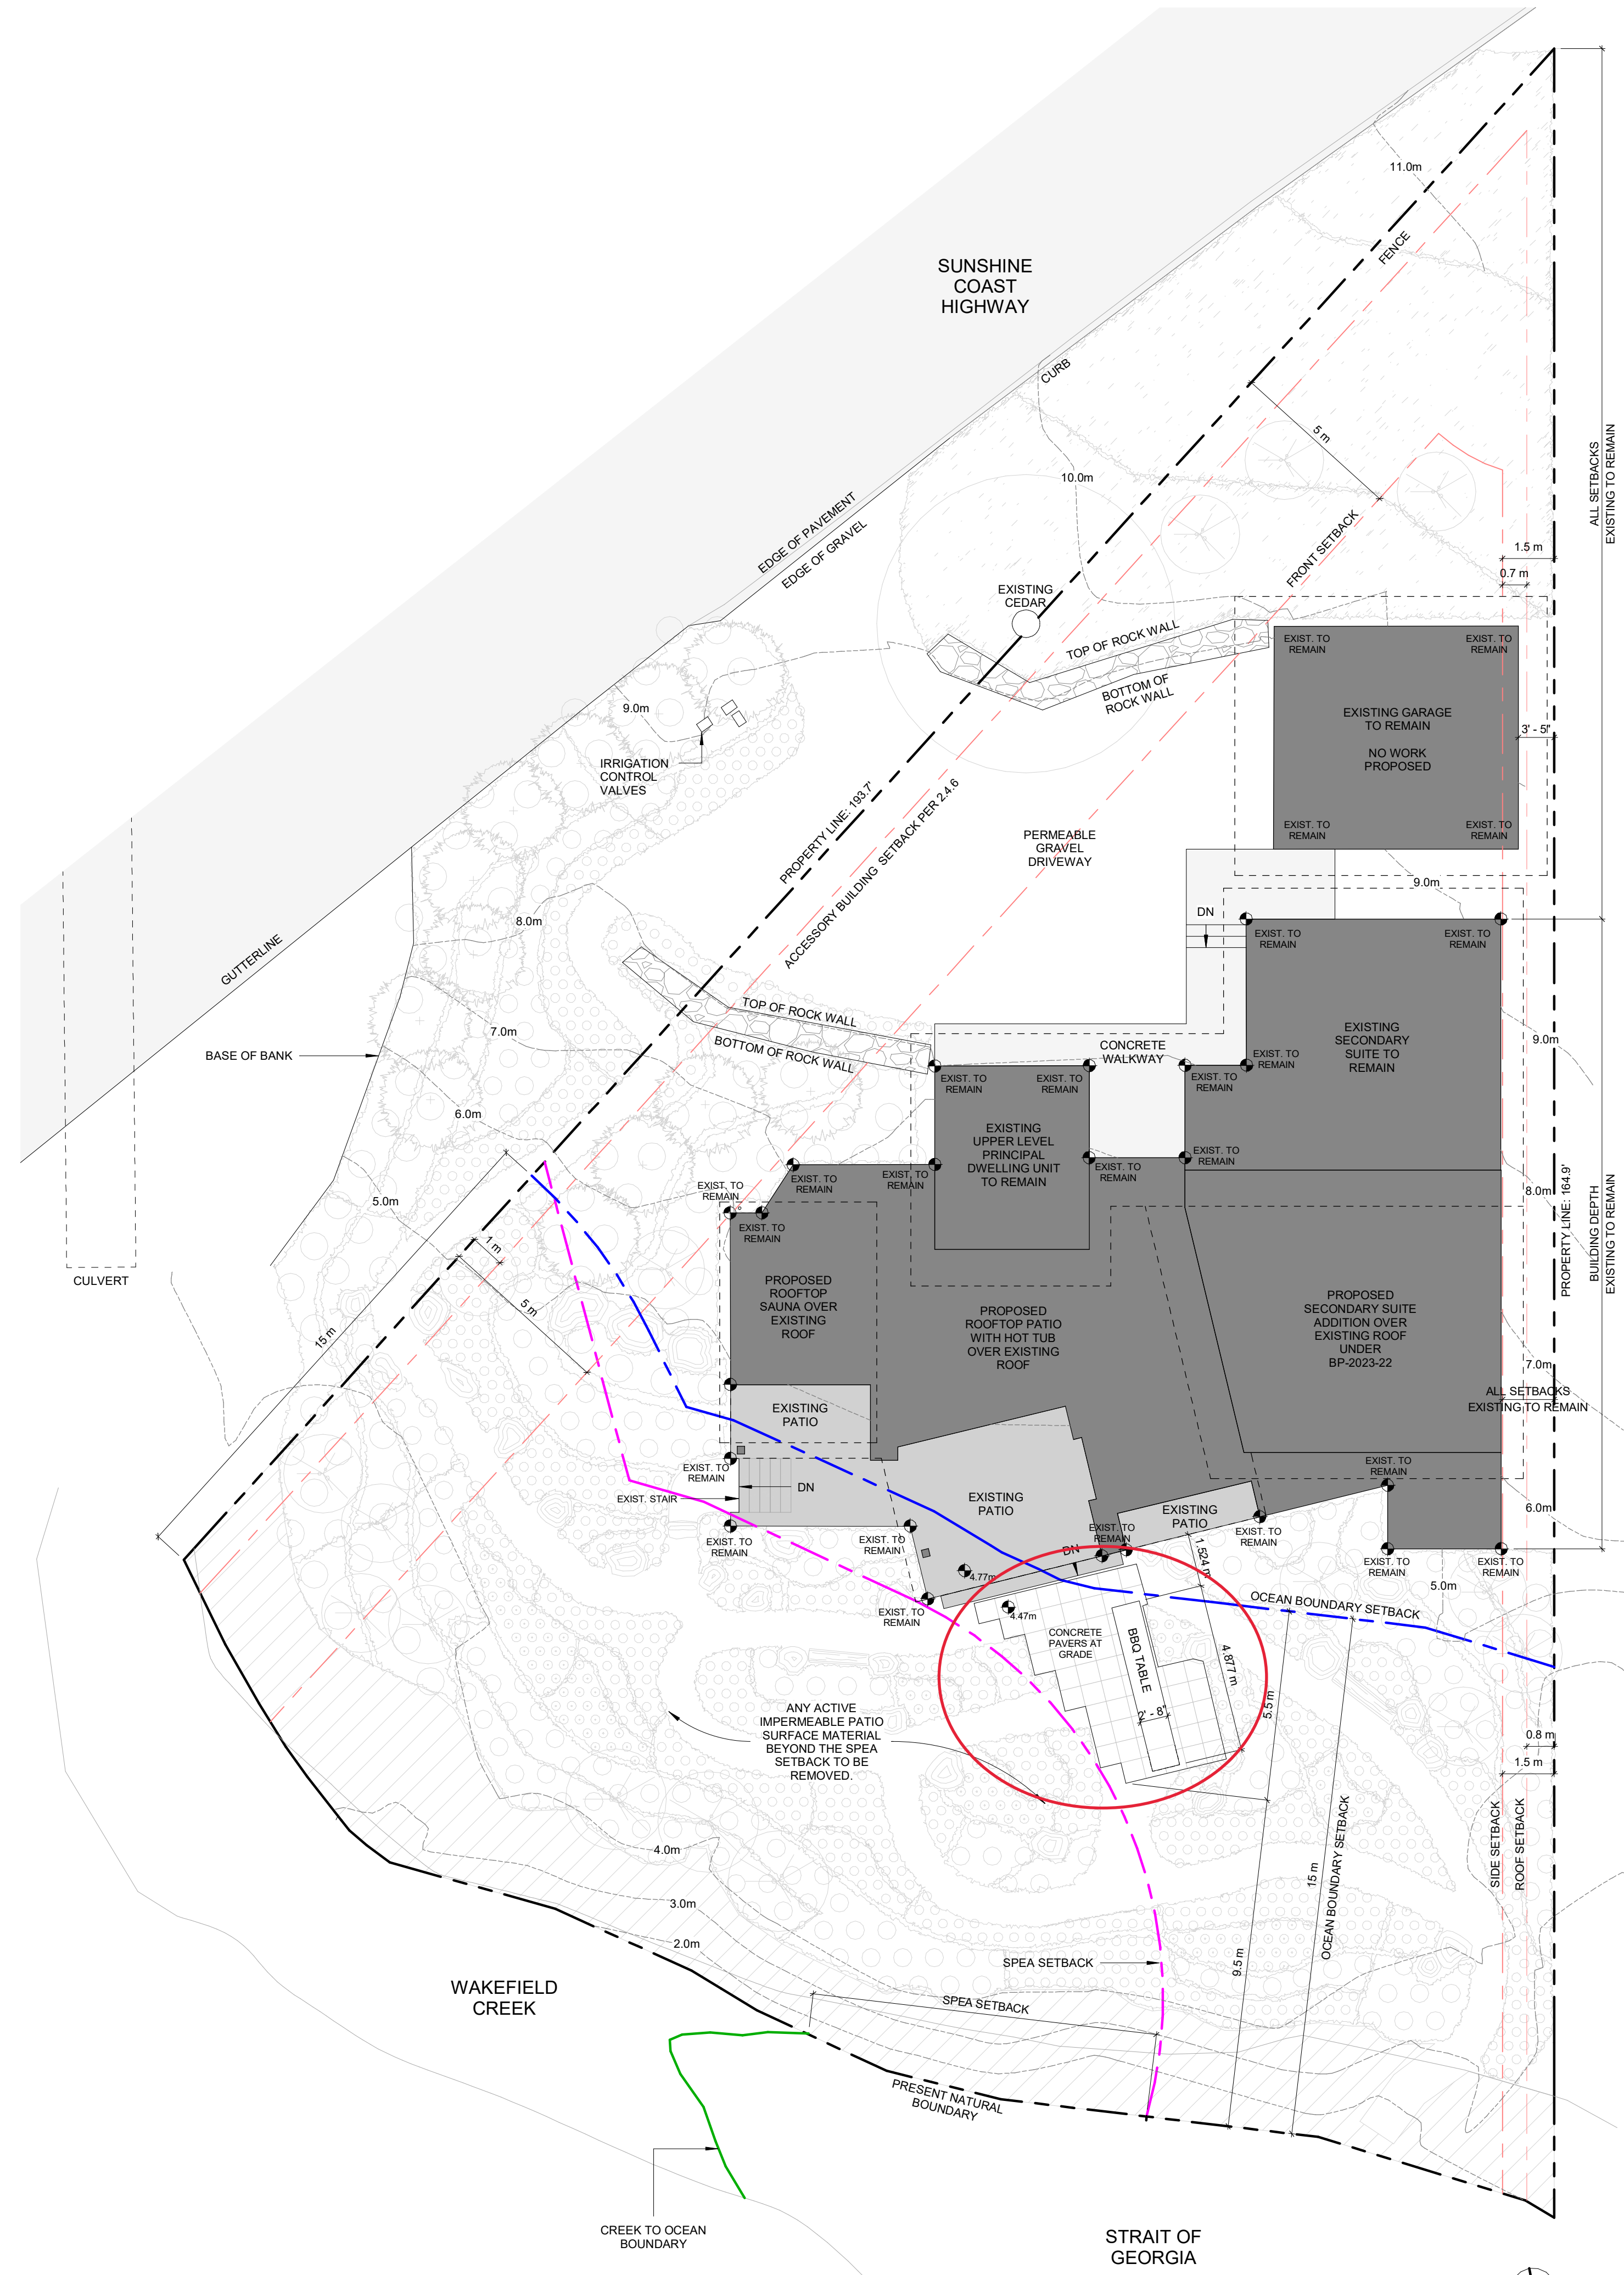 SUNSHINE
COAST
HIGHWAY
11.0m
FENCE
CURB
5 m
10.0m
ALL SETBACKS
EXISTING TO REMAIN
EDGE OF PAVEMENT
EDGE OF GRAVEL
FRONT SETBACK
1.5 m
0.7 m
EXISTING
CEDAR
TOP OF ROCK WALL
BOTTOM OF
ROCK WALL
EXIST. TO
REMAIN
EXIST. TO
REMAIN
EXISTING GARAGE
TO REMAIN
NO WORK
PROPOSED
3' - 5"
EXIST. TO
REMAIN
EXIST. TO
REMAIN
9.0m
IRRIGATION
CONTROL
VALVES
PROPERTY LINE: 193.7'
ACCESSORY BUILDING SETBACK PER 2.4.6
PERMEABLE
GRAVEL
DRIVEWAY
9.0m
8.0m
GUTTERLINE
DN
EXIST. TO
REMAIN
EXIST. TO
REMAIN
TOP OF ROCK WALL
BOTTOM OF ROCK WALL
7.0m
BASE OF BANK
CONCRETE
WALKWAY
EXISTING
SECONDARY
SUITE TO
REMAIN
9.0m
EXIST. TO
REMAIN
EXIST. TO
REMAIN
EXIST. TO
REMAIN
EXIST. TO
REMAIN
6.0m
EXISTING
UPPER LEVEL
PRINCIPAL
DWELLING UNIT
TO REMAIN
EXIST. TO
REMAIN
EXIST. TO
REMAIN
EXIST. TO
REMAIN
EXIST. TO
REMAIN
EXIST. TO
REMAIN
EXIST. TO
REMAIN
5.0m
8.0m
PROPERTY LINE: 164.9'
BUILDING DEPTH
EXISTING TO REMAIN
CULVERT
1 m
5 m
15 m
PROPOSED
ROOFTOP
SAUNA OVER
EXISTING
ROOF
PROPOSED
ROOFTOP PATIO
WITH HOT TUB
OVER EXISTING
ROOF
PROPOSED
SECONDARY SUITE
ADDITION OVER
EXISTING ROOF
UNDER
BP-2023-22
7.0m
ALL SETBACKS
EXISTING TO REMAIN
EXISTING
PATIO
EXIST. TO
REMAIN
EXIST. STAIR
DN
EXISTING
PATIO
EXISTING
PATIO
EXIST. TO
REMAIN
6.0m
EXIST. TO
REMAIN
EXIST. TO
REMAIN
EXIST. TO
REMAIN
EXIST. TO
REMAIN
DN
1.524 m
EXIST. TO
REMAIN
EXIST. TO
REMAIN
4.77m
5.0m
EXIST. TO
REMAIN
4.47m
OCEAN BOUNDARY SETBACK
CONCRETE
PAVERS AT
GRADE
BBQ TABLE
4.877 m
2' - 8"
5.5 m
ANY ACTIVE
IMPERMEABLE PATIO
SURFACE MATERIAL
BEYOND THE SPEA
SETBACK TO BE
REMOVED.
0.8 m
1.5 m
SIDE SETBACK
ROOF SETBACK
4.0m
3.0m
2.0m
15 m
OCEAN BOUNDARY SETBACK
9.5 m
SPEA SETBACK
SPEA SETBACK
WAKEFIELD
CREEK
PRESENT NATURAL
BOUNDARY
CREEK TO OCEAN
BOUNDARY
STRAIT OF
GEORGIA